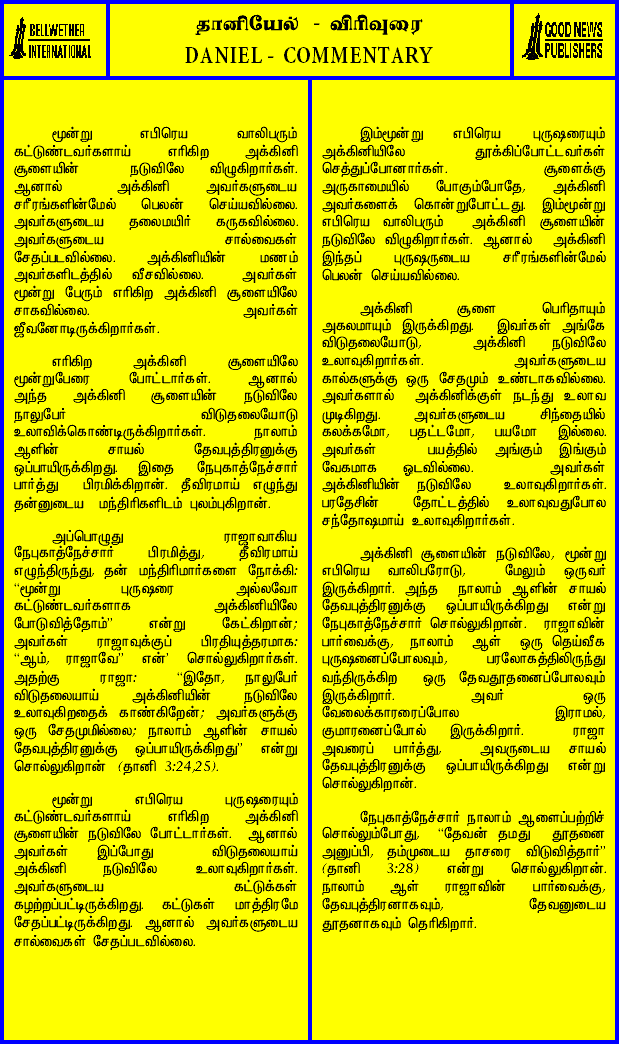 BELLWETHER
INTERNATIONAL
தானியேல் - விரிவுரை
DANIEL - COMMENTARY
GOOD NEWS
PUBLISHERS
மூன்று எபிரெய வாலிபரும்
கட்டுண்டவர்களாய் எரிகிற அக்கினி
சூளையின் நடுவிலே விழுகிறார்கள்.
ஆனால் அக்கினி அவர்களுடைய
சரீரங்களின்மேல் பெலன் செய்யவில்லை.
அவர்களுடைய தலைமயிர் கருகவில்லை.
அவர்களுடைய சால்வைகள்
சேதப்படவில்லை. அக்கினியின் மணம்
அவர்களிடத்தில் வீசவில்லை. அவர்கள்
மூன்று பேரும் எரிகிற அக்கினி சூளையிலே
சாகவில்லை. அவர்கள்
ஜீவனோடிருக்கிறார்கள்.
எரிகிற அக்கினி சூளையிலே
மூன்றுபேரை போட்டார்கள். ஆனால்
அந்த அக்கினி சூளையின் நடுவிலே
நாலுபேர் விடுதலையோடு
உலாவிக்கொண்டிருக்கிறார்கள். நாலாம்
ஆளின் சாயல் தேவபுத்திரனுக்கு
ஒப்பாயிருக்கிறது. இதை நேபுகாத்நேச்சார்
பார்த்து பிரமிக்கிறான். தீவிரமாய் எழுந்து
தன்னுடைய மந்திரிகளிடம் புலம்புகிறான்.
அப்பொழுது ராஜாவாகிய
நேபுகாத்நேச்சார் பிரமித்து, தீவிரமாய்
எழுந்திருந்து, தன் மந்திரிமார்களை நோக்கி:
“மூன்று புருஷரை அல்லவோ
கட்டுண்டவர்களாக அக்கினியிலே
போடுவித்தோம்” என்று கேட்கிறான்;
அவர்கள் ராஜாவுக்குப் பிரதியுத்தரமாக:
“ஆம், ராஜாவே” என்' சொல்லுகிறார்கள்.
அதற்கு ராஜா: “இதோ, நாலுபேர்
விடுதலையாய் அக்கினியின் நடுவிலே
உலாவுகிறதைக் காண்கிறேன்; அவர்களுக்கு
ஒரு சேதமுமில்லை; நாலாம் ஆளின் சாயல்
தேவபுத்திரனுக்கு ஒப்பாயிருக்கிறது” என்று
சொல்லுகிறான் (தானி 3:24,25).
மூன்று எபிரெய புருஷரையும்
கட்டுண்டவர்களாய் எரிகிற அக்கினி
சூளையின் நடுவிலே போட்டார்கள். ஆனால்
அவர்கள் இப்போது விடுதலையாய்
அக்கினி நடுவிலே உலாவுகிறார்கள்.
அவர்களுடைய கட்டுக்கள்
கழற்றப்பட்டிருக்கிறது. கட்டுகள் மாத்திரமே
சேதப்பட்டிருக்கிறது. ஆனால் அவர்களுடைய
சால்வைகள் சேதப்படவில்லை.
இம்மூன்று எபிரெய புருஷரையும்
அக்கினியிலே தூக்கிப்போட்டவர்கள்
செத்துப்போனார்கள். சூளைக்கு
அருகாமையில் போகும்போதே, அக்கினி
அவர்களைக் கொன்றுபோட்டது. இம்மூன்று
எபிரெய வாலிபரும் அக்கினி சூளையின்
நடுவிலே விழுகிறார்கள். ஆனால் அக்கினி
இந்தப் புருஷருடைய சரீரங்களின்மேல்
பெலன் செய்யவில்லை.
அக்கினி சூளை பெரிதாயும்
அகலமாயும் இருக்கிறது. இவர்கள் அங்கே
விடுதலையோடு, அக்கினி நடுவிலே
உலாவுகிறார்கள். அவர்களுடைய
கால்களுக்கு ஒரு சேதமும் உண்டாகவில்லை.
அவர்களால் அக்கினிக்குள் நடந்து உலாவ
முடிகிறது. அவர்களுடைய சிந்தையில்
கலக்கமோ, பதட்டமோ, பயமோ இல்லை.
அவர்கள் பயத்தில் அங்கும் இங்கும்
வேகமாக ஓடவில்லை. அவர்கள்
அக்கினியின் நடுவிலே உலாவுகிறார்கள்.
பரதேசின் தோட்டத்தில் உலாவுவதுபோல
சந்தோஷமாய் உலாவுகிறார்கள்.
அக்கினி சூளையின் நடுவிலே, மூன்று
எபிரெய வாலிபரோடு, மேலும் ஒருவர்
இருக்கிறார். அந்த நாலாம் ஆளின் சாயல்
தேவபுத்திரனுக்கு ஒப்பாயிருக்கிறது என்று
நேபுகாத்நேச்சார் சொல்லுகிறான். ராஜாவின்
பார்வைக்கு, நாலாம் ஆள் ஒரு தெய்வீக
புருஷனைப்போலவும், பரலோகத்திலிருந்து
வந்திருக்கிற ஒரு தேவதூதனைப்போலவும்
இருக்கிறார். அவர் ஒரு
வேலைக்காரரைப்போல இராமல்,
குமாரனைப்போல் இருக்கிறார். ராஜா
அவரைப் பார்த்து, அவருடைய சாயல்
தேவபுத்திரனுக்கு ஒப்பாயிருக்கிறது என்று
சொல்லுகிறான்.
நேபுகாத்நேச்சார் நாலாம் ஆளைப்பற்றிச்
சொல்லும்போது, “தேவன் தமது தூதனை
அனுப்பி, தம்முடைய தாசரை விடுவித்தார்”
(தானி 3:28) என்று சொல்லுகிறான்.
நாலாம் ஆள் ராஜாவின் பார்வைக்கு,
தேவபுத்திரனாகவும், தேவனுடைய
தூதனாகவும் தெரிகிறார்.